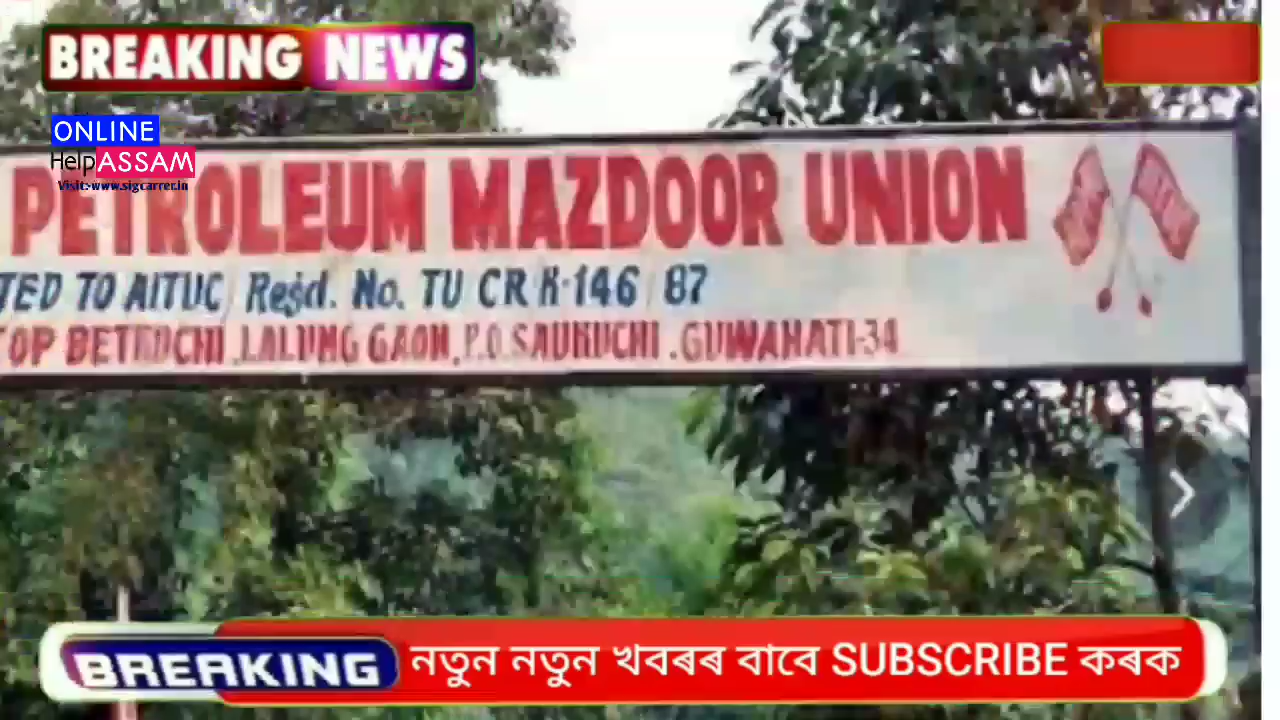 BREAKING NEWS
ONLINE
HelpASSAM
Visit:-www.sigcarrer.in
PETROLEUM MAZDOOR UNION
TED TO AITUC/ Regd. No. TU CR K-146/87
TOP BETKUCHI, LALUNG GAON, P.O. SAUKUCHI, GUWAHATI-34
BREAKING
নতুন নতুন খবৰৰ বাবে SUBSCRIBE কৰক